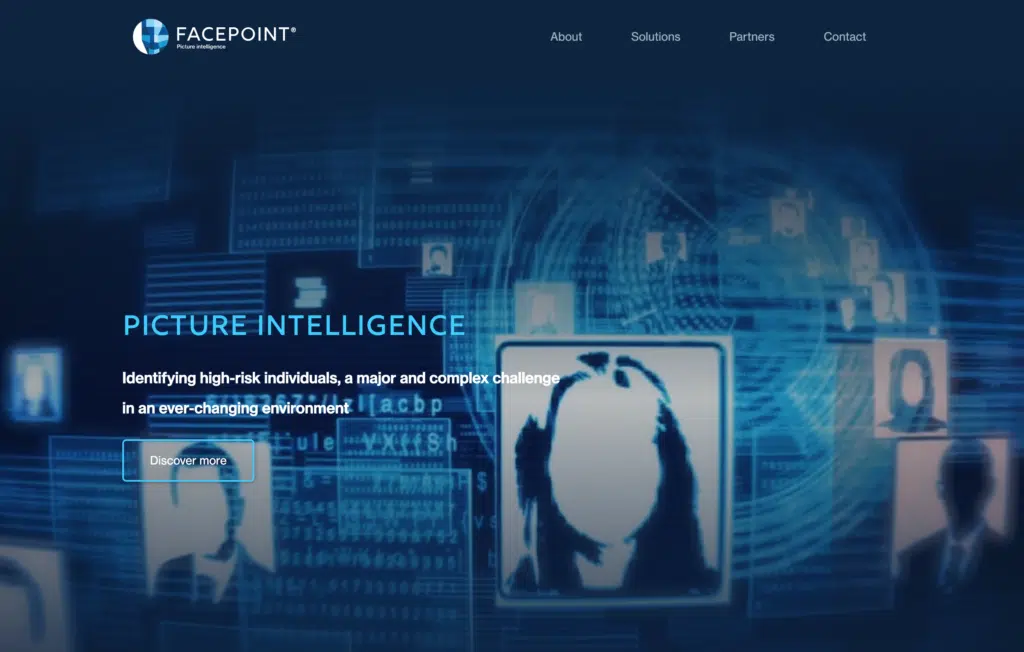 FACEPOINT®
Picture intelligence
About
Solutions
Partners
Contact
PICTURE INTELLIGENCE
Identifying high-risk individuals, a major and complex challenge
in an ever-changing environment
Discover more